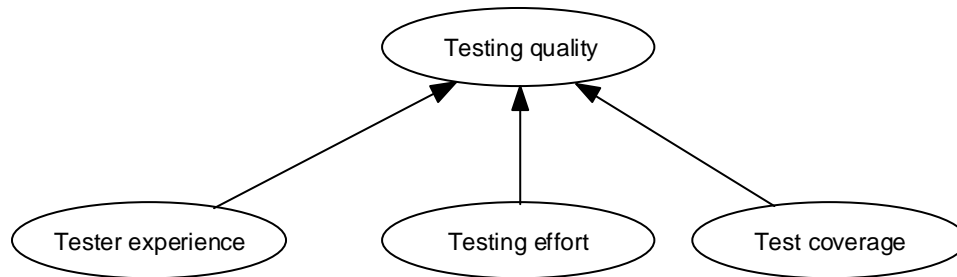 Testing quality
Tester experience
Testing effort
Test coverage